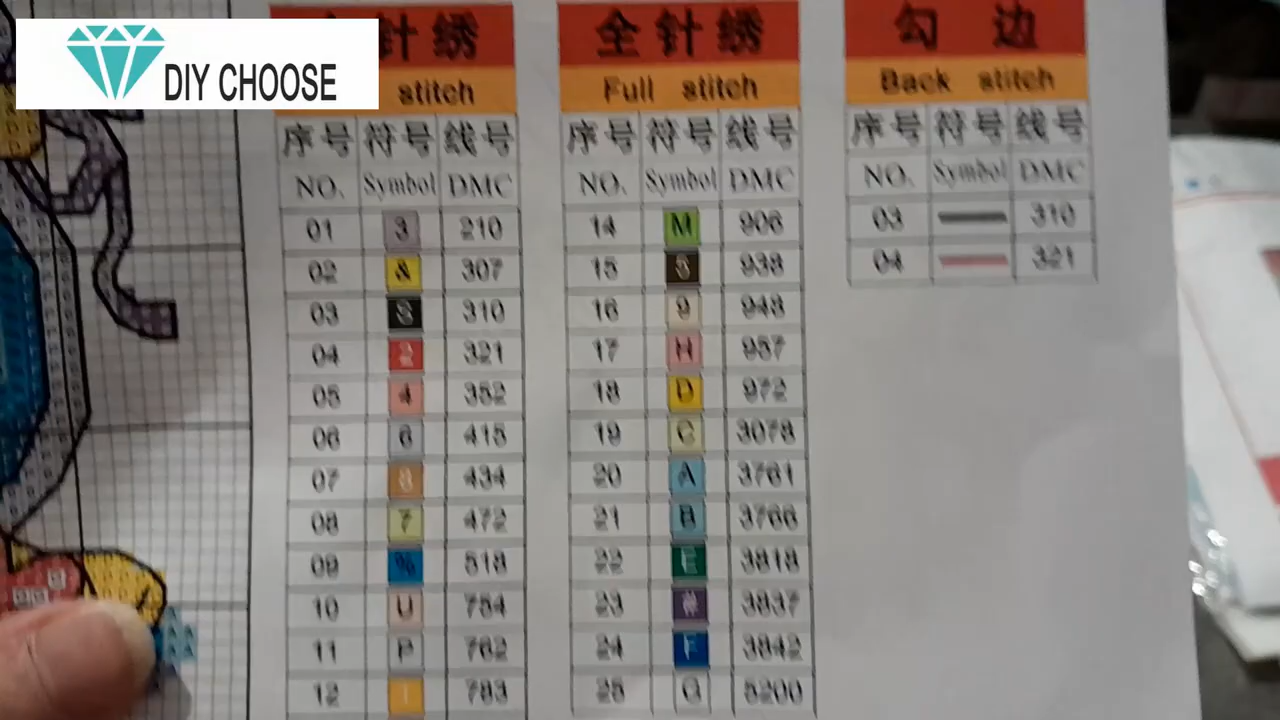 DIY CHOOSE
针绣
stitch
序号 符号 线号
NO. Symbol DMC
01 3 210
02 & 307
03 310
04 2 321
05 4 352
06 6 415
07 8 434
08 7 472
09 % 518
10 U 754
11 P 762
12 783
全针绣
Full stitch
序号 符号 线号
NO. Symbol DMC
14 M 906
15 5 938
16 9 948
17 H 957
18 D 972
19 C 3078
20 A 3761
21 B 3766
22 E 3818
23 # 3837
24 F 3842
25 G 5200
勾边
Back stitch
序号 符号 线号
NO. Symbol DMC
03 310
04 321